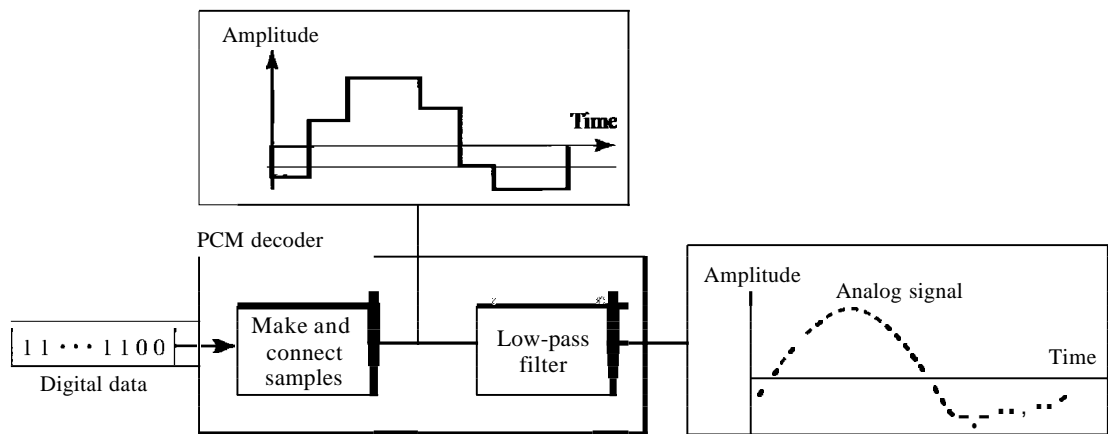 Amplitude
Time
PCM decoder
Make and
connect
samples
Low-pass
filter
11 ••• 1100
Digital data
Amplitude
Analog signal
Time